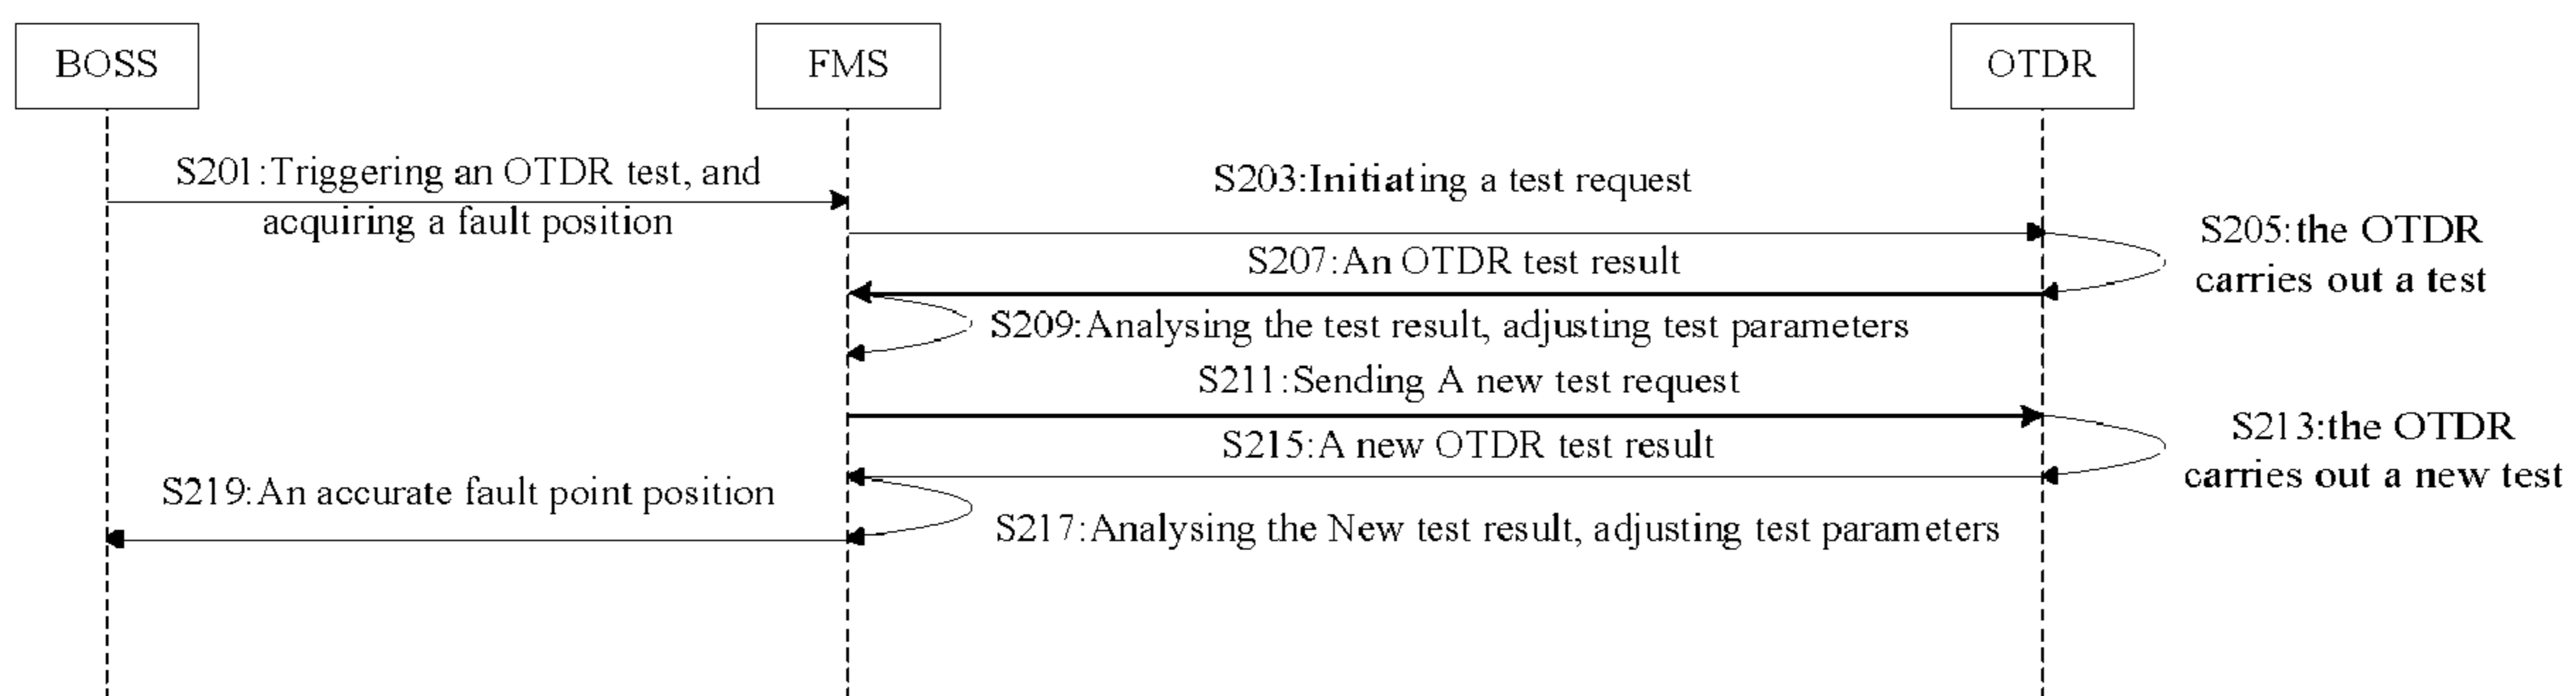 BOSS
FMS
OTDR
S201:Triggering an OTDR test, and
acquiring a fault position
S203:Initiating a test request
S205:the OTDR
carries out a test
S207:An OTDR test result
S209:Analysing the test result, adjusting test parameters
S211:Sending A new test request
S213:the OTDR
carries out a new test
S215:A new OTDR test result
S217:Analysing the New test result, adjusting test parameters
S219:An accurate fault point position